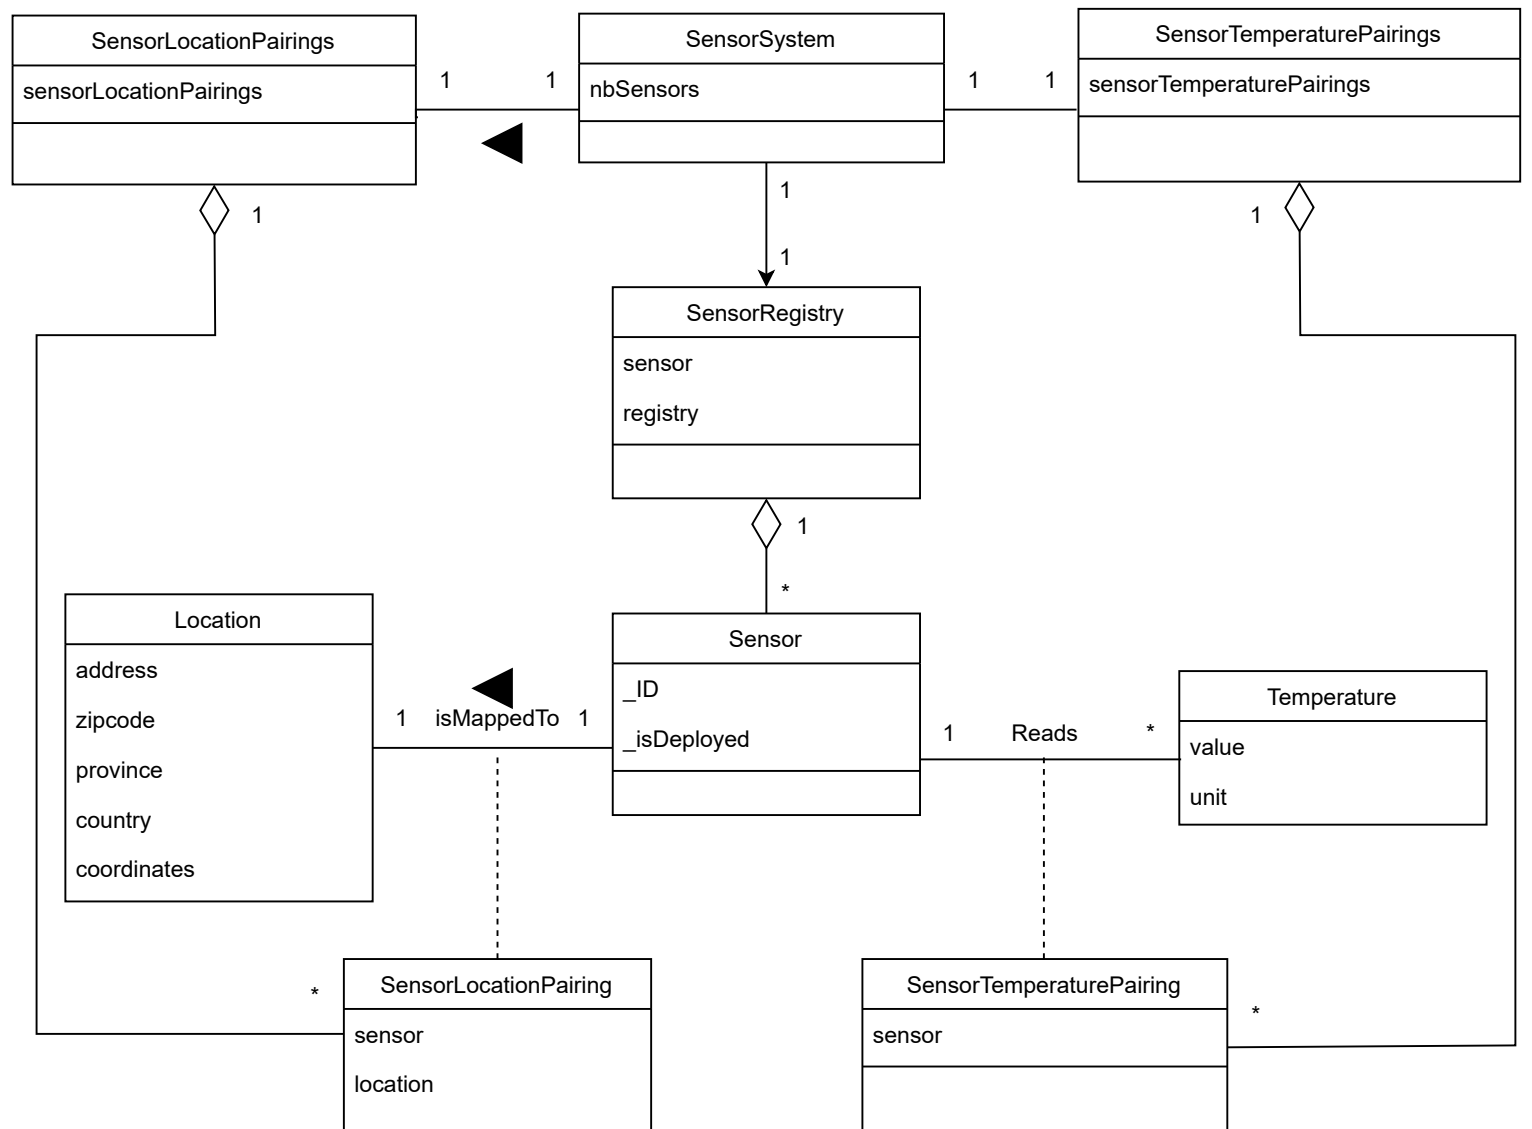 SensorLocationPairings
sensorLocationPairings
1
1
SensorSystem
nbSensors
1
1
SensorTemperaturePairings
sensorTemperaturePairings
1
1
1
1
SensorRegistry
sensor
registry
1
*
Location
address
zipcode
province
country
coordinates
1
isMappedTo
1
Sensor
_ID
_isDeployed
1
Reads
*
Temperature
value
unit
*
SensorLocationPairing
sensor
location
SensorTemperaturePairing
sensor
*